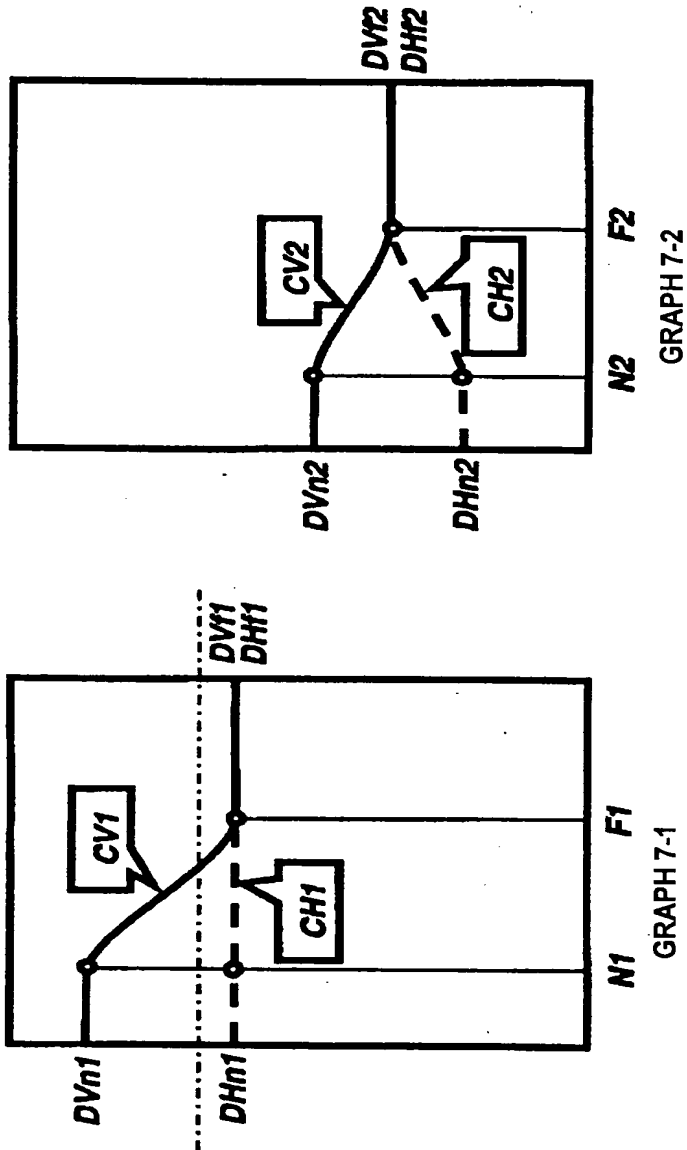 DVn1
DHn1
CV1
CH1
DVf1
DHf1
N1
F1
GRAPH 7-1
DVn2
DHn2
CV2
CH2
DVf2
DHf2
N2
F2
GRAPH 7-2